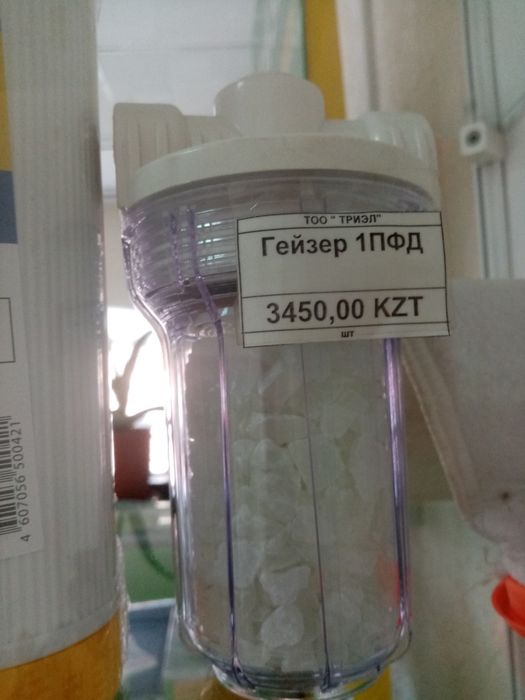 ТОО " ТРИЭЛ"
Гейзер 1ПФД
3450,00 KZT
шт
4 607056 500421